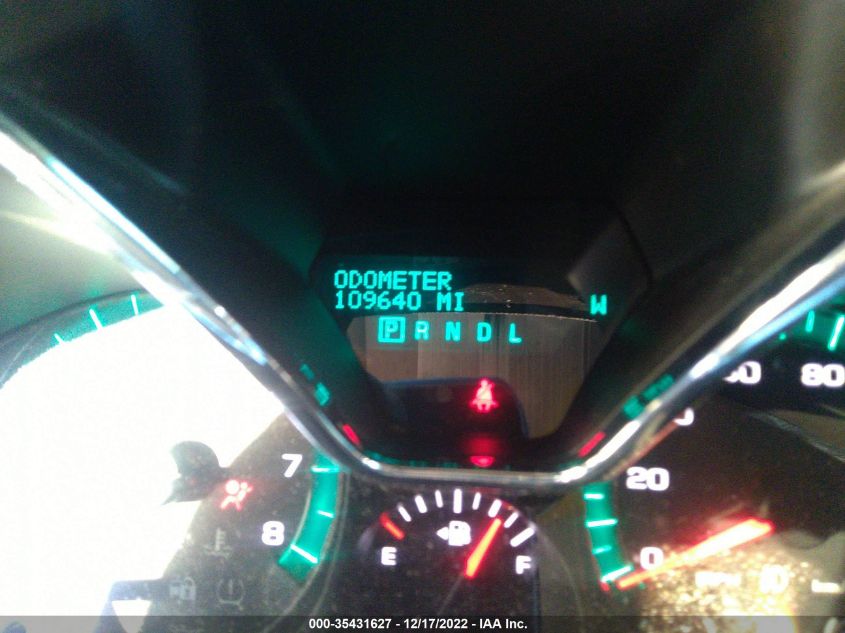 ODOMETER
109640 MI
W
P R N D L
80
7
20
8
E
F
0
000-35431627 - 12/17/2022 - IAA Inc.